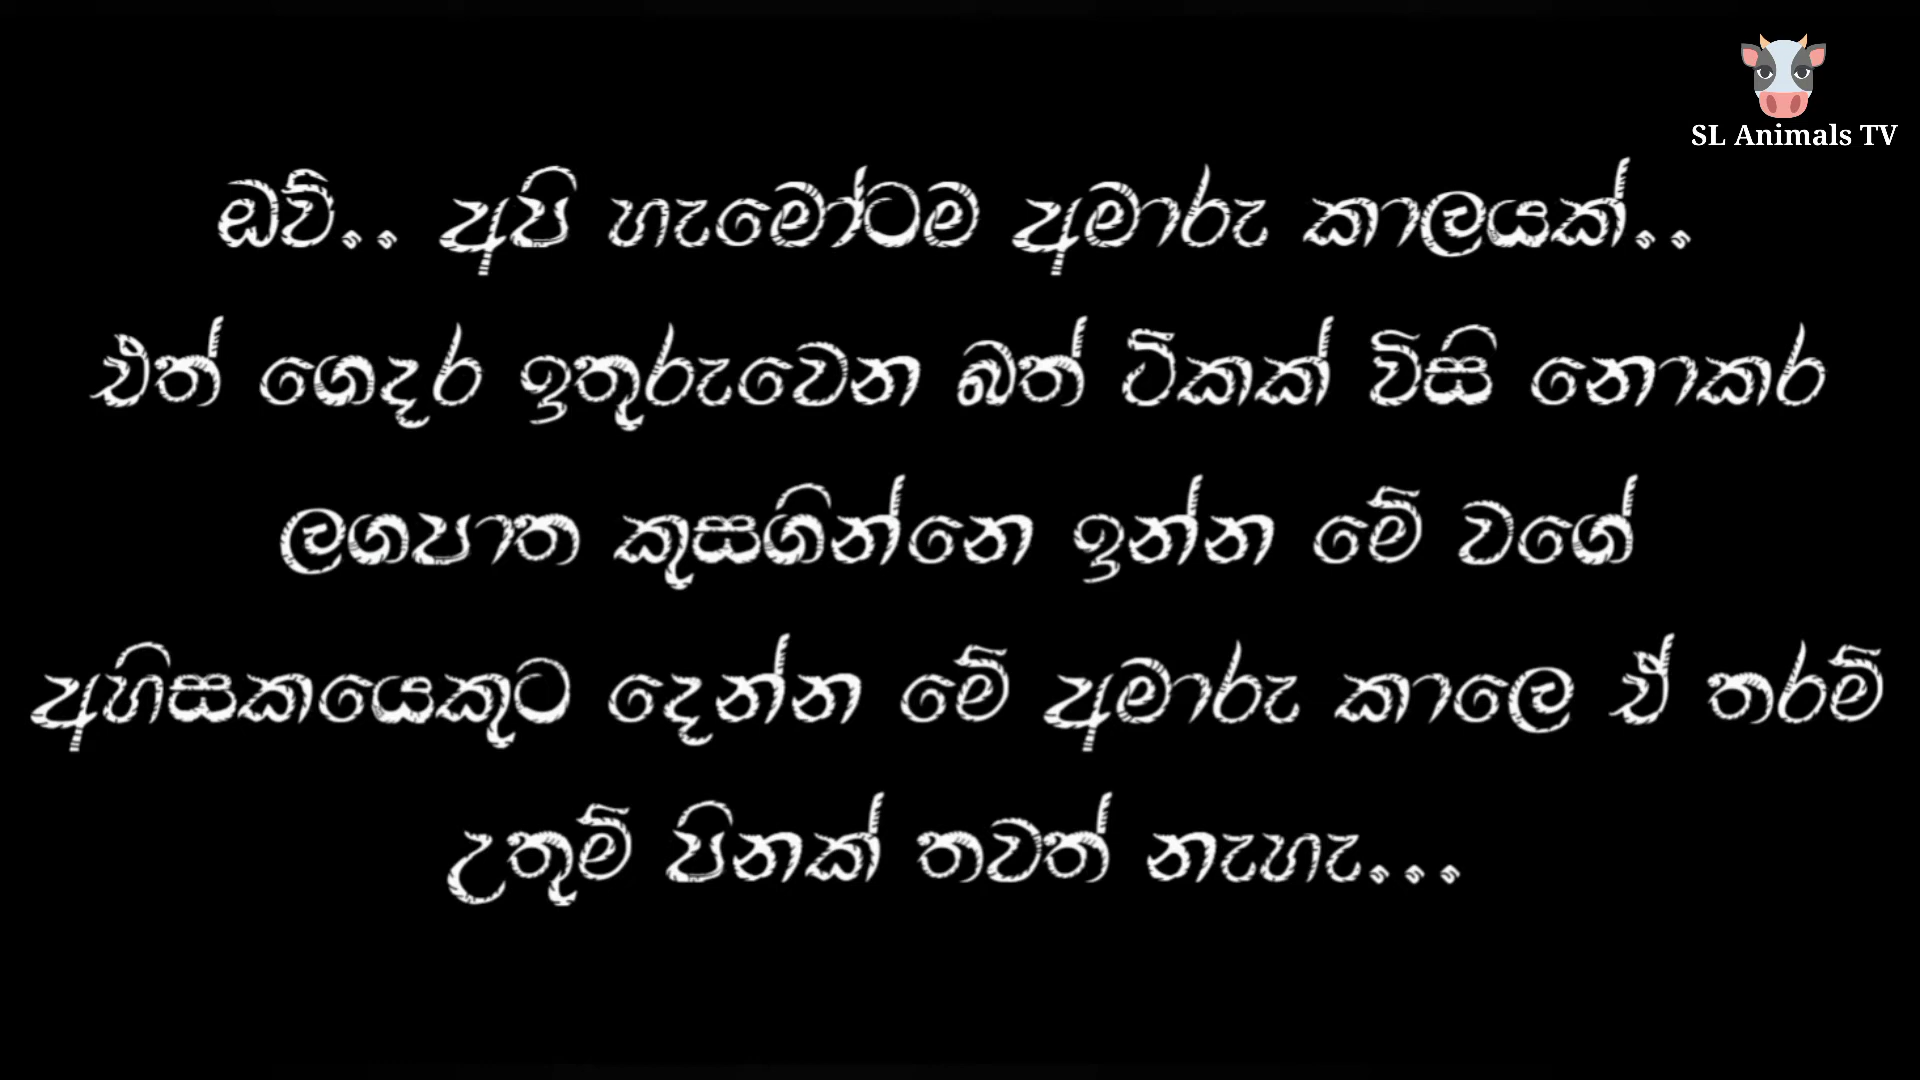 SL Animals TV
ඔව්.. අපි හැමෝටම අමාරු කාලයක්..
එත් ගෙදර ඉතුරුවෙන බත් ටිකක් විසි නොකර
ලගපාත කුසගින්නෙ ඉන්න මේ වගේ
අහිසකයෙකුට දෙන්න මේ අමාරු කාලෙ ඒ තරම්
උතුම් පිනක් තවත් නැහැ...